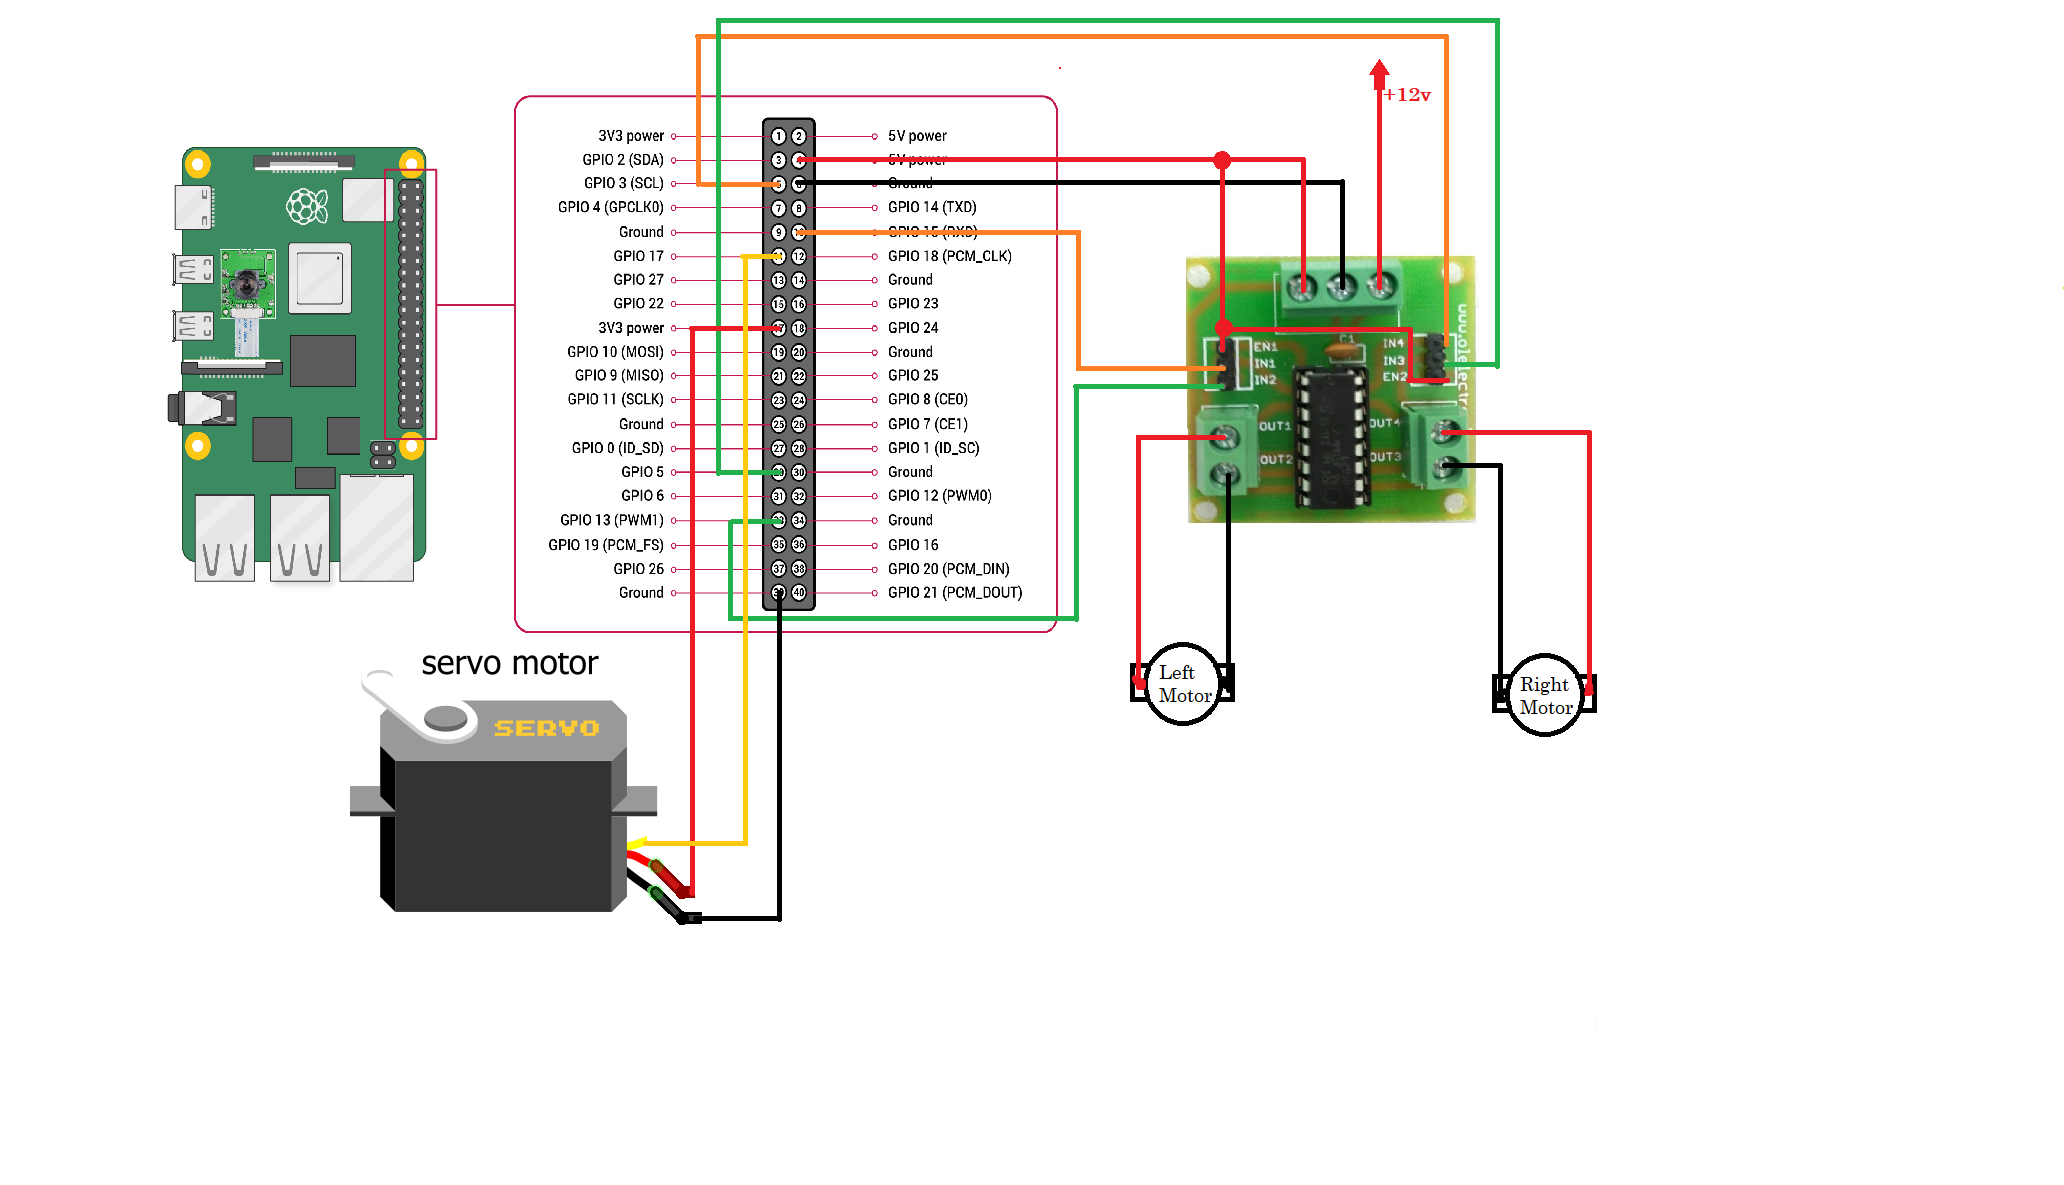 +12v
3V3 power 1 2 5V power
GPIO 2 (SDA) 3 4 5V power
GPIO 3 (SCL) 5 6 Ground
GPIO 4 (GPCLK0) 7 8 GPIO 14 (TXD)
Ground 9 10 GPIO 15 (RXD)
GPIO 17 11 12 GPIO 18 (PCM_CLK)
GPIO 27 13 14 Ground
GPIO 22 15 16 GPIO 23
3V3 power 17 18 GPIO 24
GPIO 10 (MOSI) 19 20 Ground
GPIO 9 (MISO) 21 22 GPIO 25
GPIO 11 (SCLK) 23 24 GPIO 8 (CE0)
Ground 25 26 GPIO 7 (CE1)
GPIO 0 (ID_SD) 27 28 GPIO 1 (ID_SC)
GPIO 5 30 Ground
GPIO 6 31 32 GPIO 12 (PWM0)
GPIO 13 (PWM1) 34 Ground
GPIO 19 (PCM_FS) 35 36 GPIO 16
GPIO 26 37 38 GPIO 20 (PCM_DIN)
Ground 40 GPIO 21 (PCM_DOUT)
C1
EN1
IN1
IN2
IN4
IN3
EN2
OUT1
OUT2
OUT4
OUT3
Left
Motor
Right
Motor
servo motor
SERVO